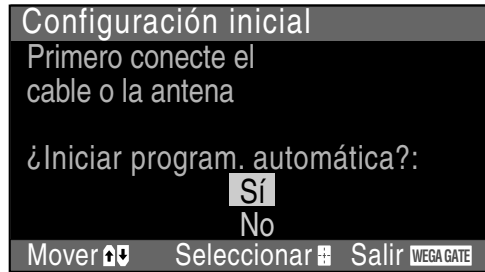 Configuración inicial
Primero conecte el
cable o la antena
¿Iniciar program. automática?:
Sí
No
Mover Seleccionar Salir WEGA GATE